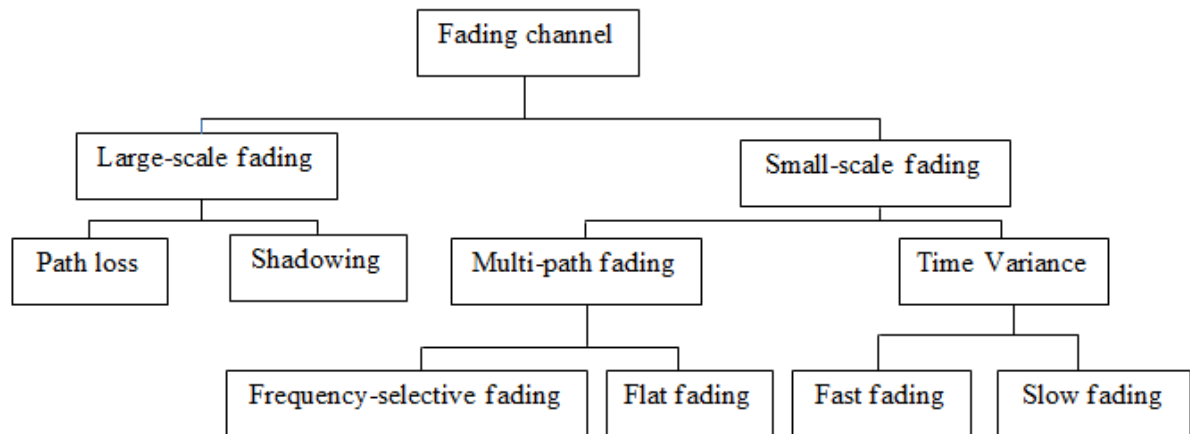 Fading channel
Large-scale fading
Small-scale fading
Path loss
Shadowing
Multi-path fading
Time Variance
Frequency-selective fading
Flat fading
Fast fading
Slow fading